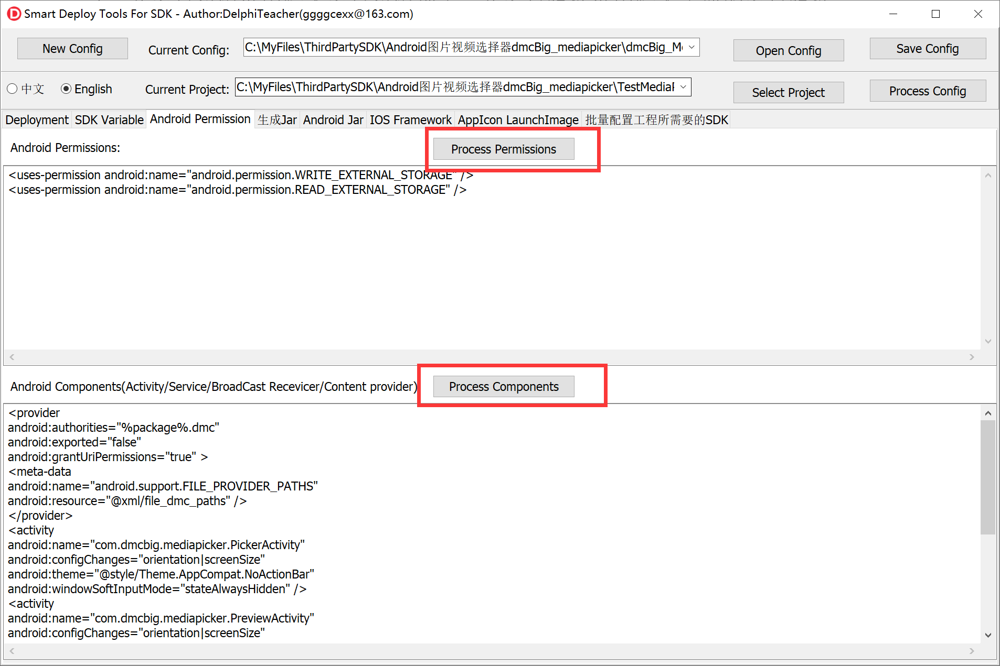 Smart Deploy Tools For SDK - Author:DelphiTeacher(ggggcexx@163.com)
New Config
Current Config:
C:\MyFiles\ThirdPartySDK\Android图片视频选择器dmcBig_mediapicker\dmcBig_M
Open Config
Save Config
中文
English
Current Project:
C:\MyFiles\ThirdPartySDK\Android图片视频选择器dmcBig_mediapicker\TestMedia
Select Project
Process Config
Deployment SDK Variable Android Permission 生成Jar Android Jar IOS Framework AppIcon LaunchImage 批量配置工程所需要的SDK
Android Permissions:
Process Permissions
<uses-permission android:name="android.permission.WRITE_EXTERNAL_STORAGE" />
<uses-permission android:name="android.permission.READ_EXTERNAL_STORAGE" />
Android Components(Activity/Service/BroadCast Recevicer/Content provider)
Process Components
<provider
android:authorities="%package%.dmc"
android:exported="false"
android:grantUriPermissions="true" >
<meta-data
android:name="android.support.FILE_PROVIDER_PATHS"
android:resource="@xml/file_dmc_paths" />
</provider>
<activity
android:name="com.dmcbig.mediapicker.PickerActivity"
android:configChanges="orientation|screenSize"
android:theme="@style/Theme.AppCompat.NoActionBar"
android:windowSoftInputMode="stateAlwaysHidden" />
<activity
android:name="com.dmcbig.mediapicker.PreviewActivity"
android:configChanges="orientation|screenSize"